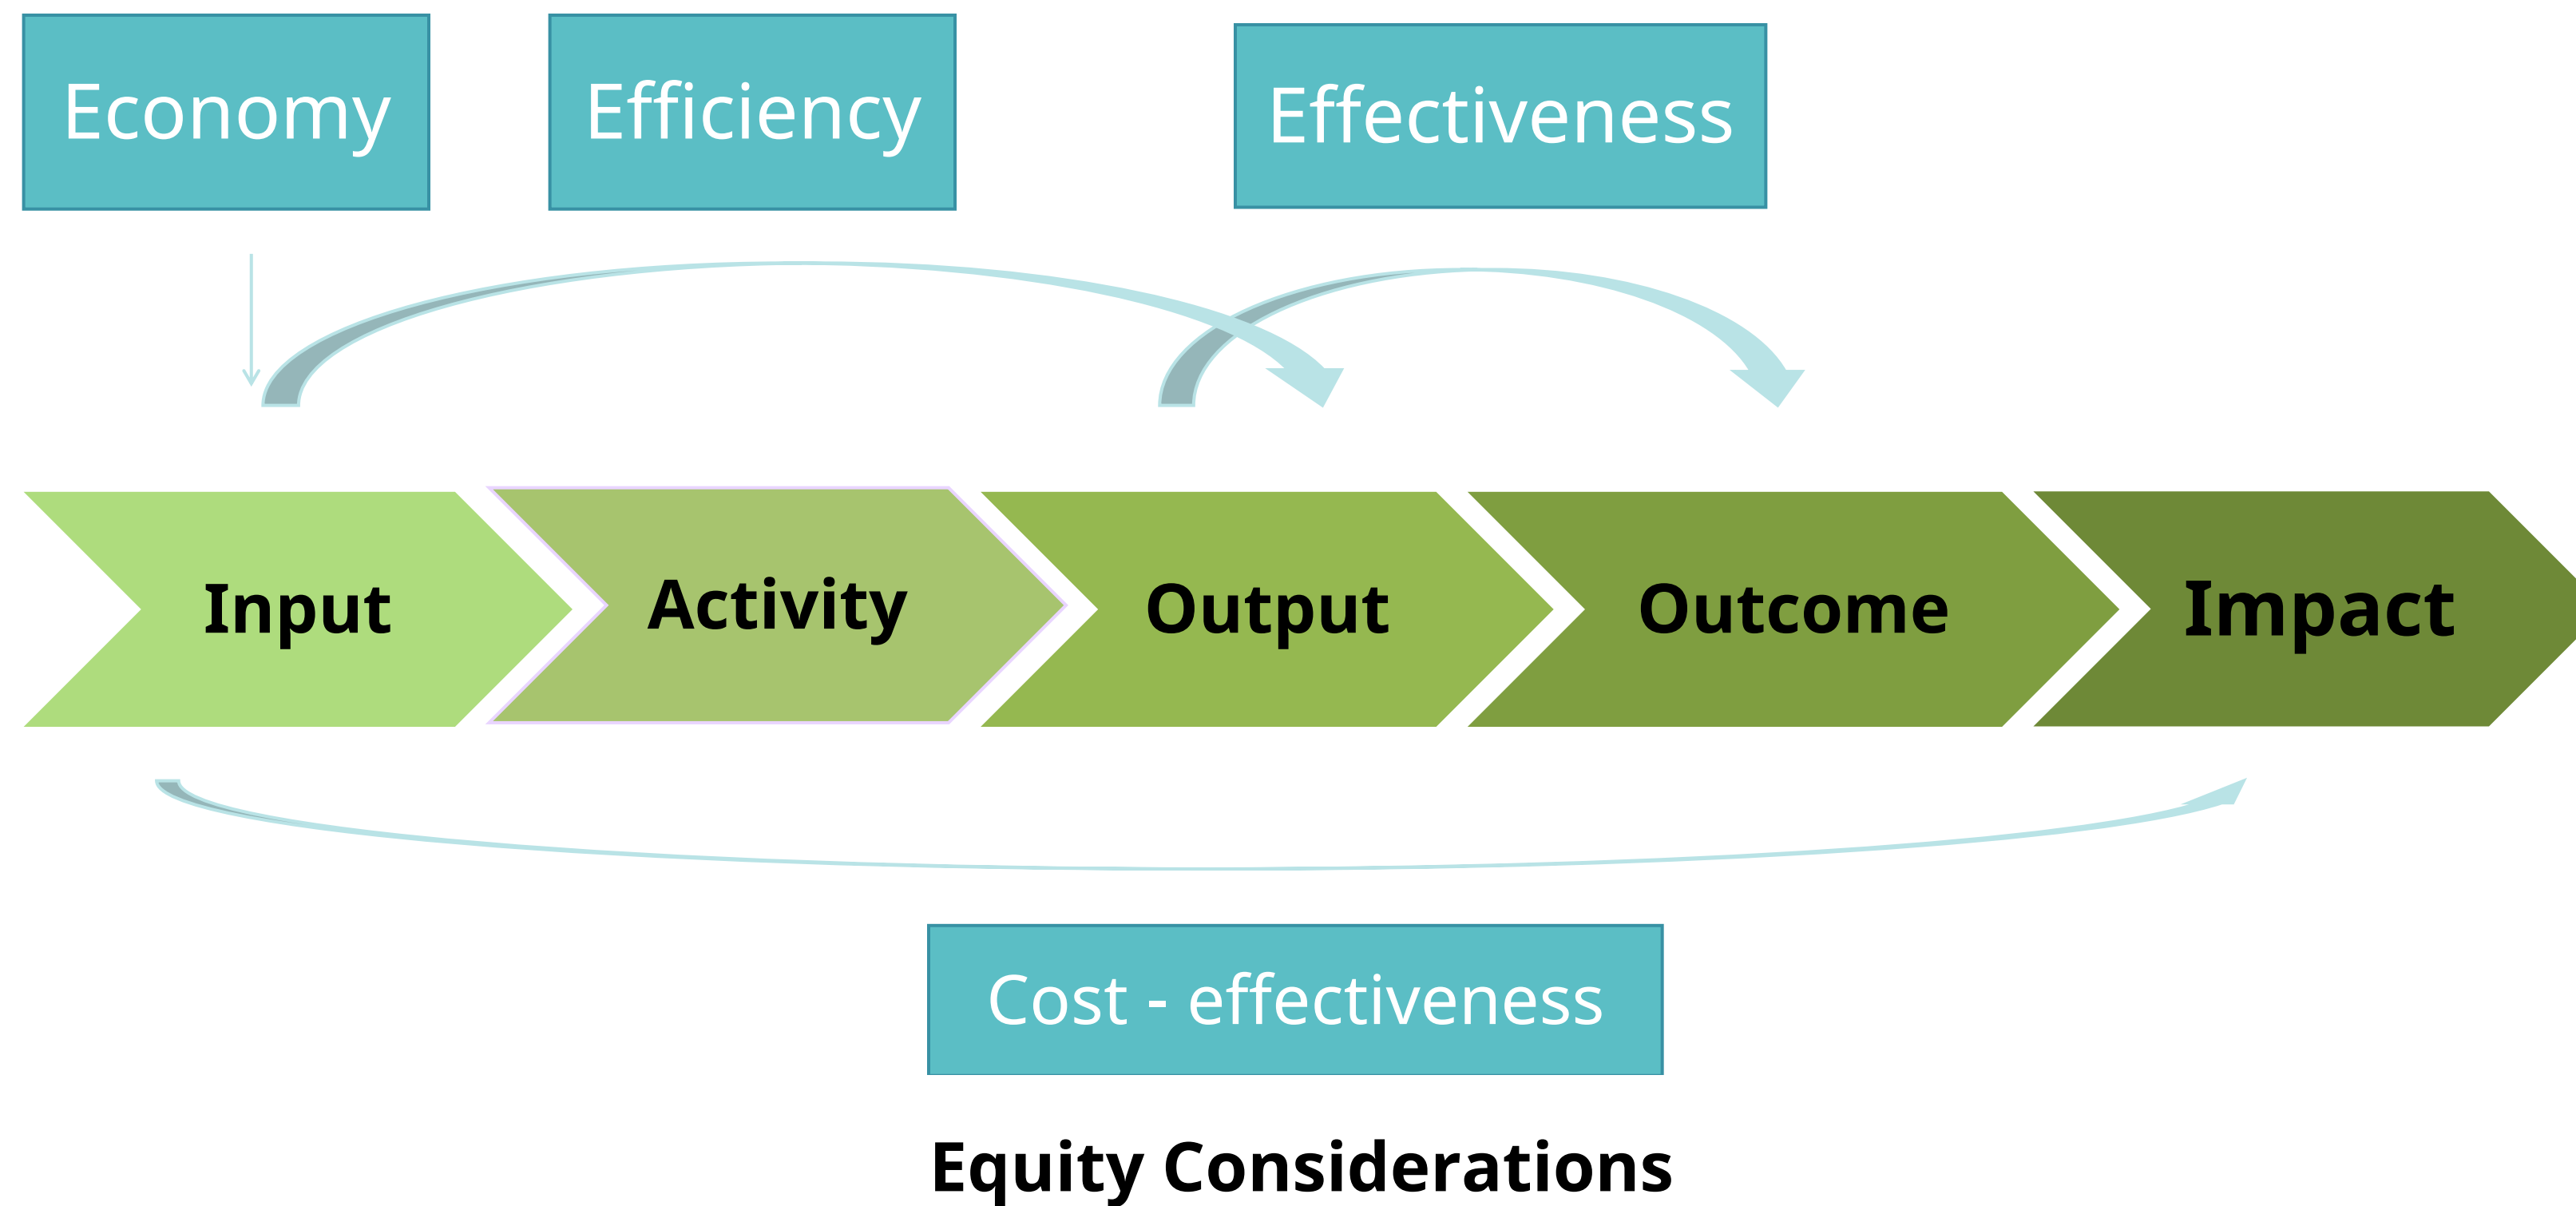 Economy
Efficiency
Effectiveness
Input
Activity
Output
Outcome
Impact
Cost - effectiveness
Equity Considerations